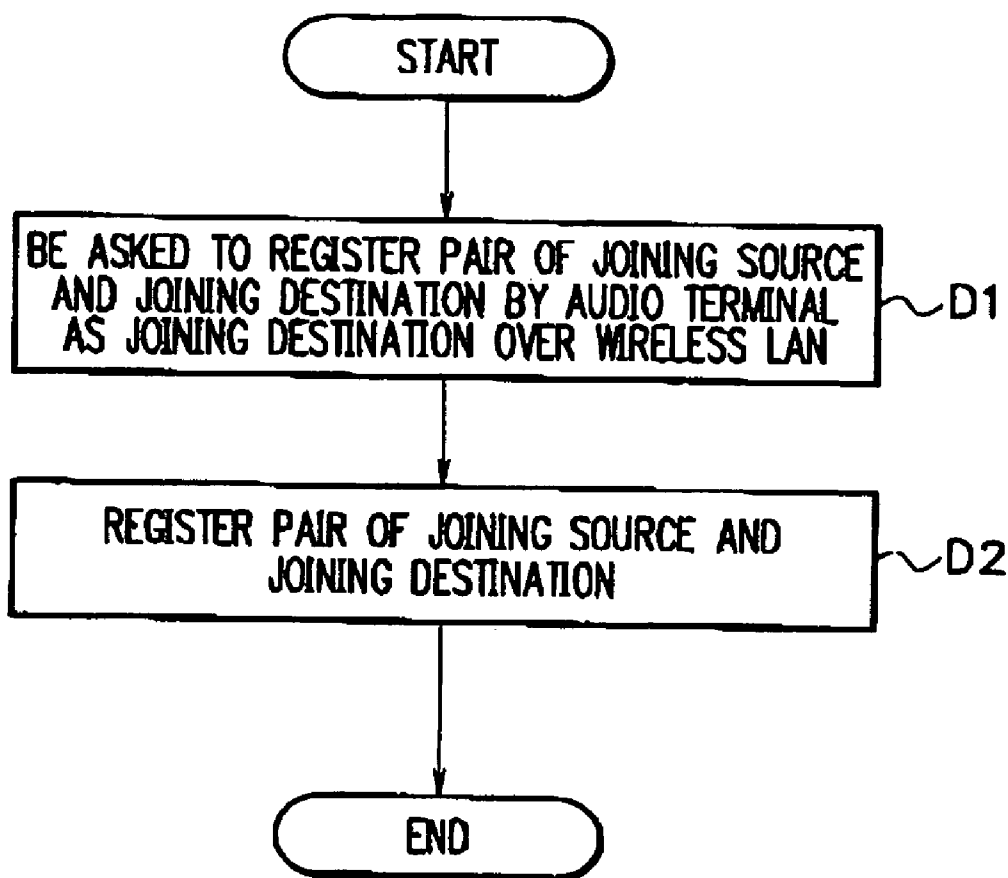 START
BE ASKED TO REGISTER PAIR OF JOINING SOURCE
AND JOINING DESTINATION BY AUDIO TERMINAL
AS JOINING DESTINATION OVER WIRELESS LAN
D1
REGISTER PAIR OF JOINING SOURCE AND
JOINING DESTINATION
D2
END